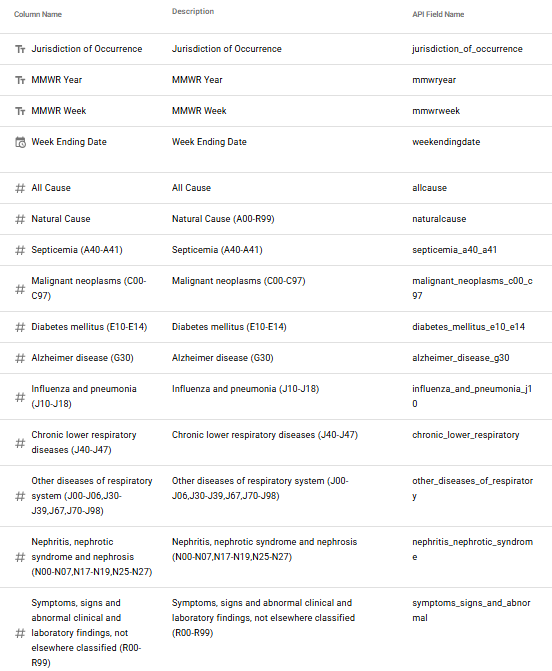 Column Name Description API Field Name
Jurisdiction of Occurrence Jurisdiction of Occurrence jurisdiction_of_occurrence
MMWR Year MMWR Year mmwryear
MMWR Week MMWR Week mmwrweek
Week Ending Date Week Ending Date weekendingdate
All Cause All Cause allcause
Natural Cause Natural Cause (A00-R99) naturalcause
Septicemia (A40-A41) Septicemia (A40-A41) septicemia_a40_a41
Malignant neoplasms (C00- Malignant neoplasms (C00-C97) malignant_neoplasms_c00_c
C97) 97
Diabetes mellitus (E10-E14) Diabetes mellitus (E10-E14) diabetes_mellitus_e10_e14
Alzheimer disease (G30) Alzheimer disease (G30) alzheimer_disease_g30
Influenza and pneumonia Influenza and pneumonia (J10-J18) influenza_and_pneumonia_j1
(J10-J18) 0
Chronic lower respiratory Chronic lower respiratory diseases (J40-J47) chronic_lower_respiratory
diseases (J40-J47)
Other diseases of respiratory Other diseases of respiratory system (J00- other_diseases_of_respirator
system (J00-J06,J30- J06,J30-J39,J67,J70-J98) y
J39,J67,J70-J98)
Nephritis, nephrotic Nephritis, nephrotic syndrome and nephrosis nephritis_nephrotic_syndrom
syndrome and nephrosis (N00-N07,N17-N19,N25-N27) e
(N00-N07,N17-N19,N25-N27)
Symptoms, signs and Symptoms, signs and abnormal clinical and symptoms_signs_and_abnor
abnormal clinical and laboratory findings, not elsewhere classified mal
laboratory findings, not (R00-R99)
elsewhere classified (R00-
R99)